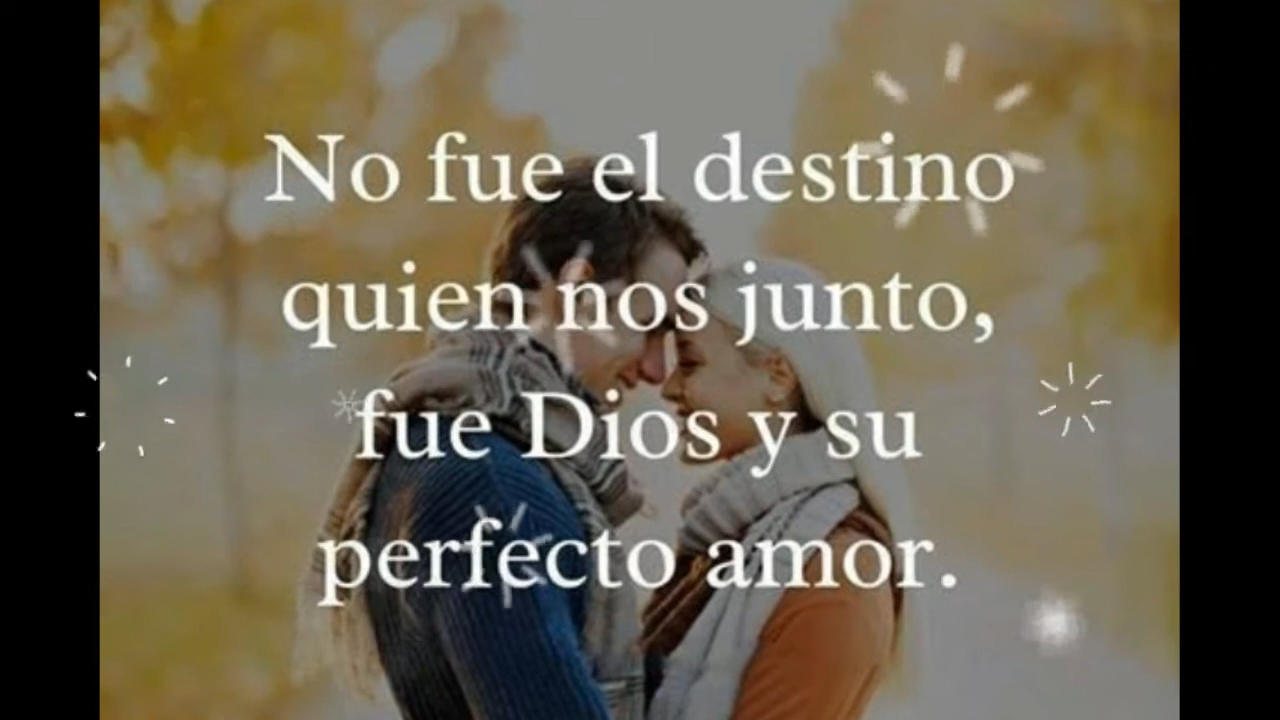 No fue el destino
quien nos junto,
fue Dios y su
perfecto amor.